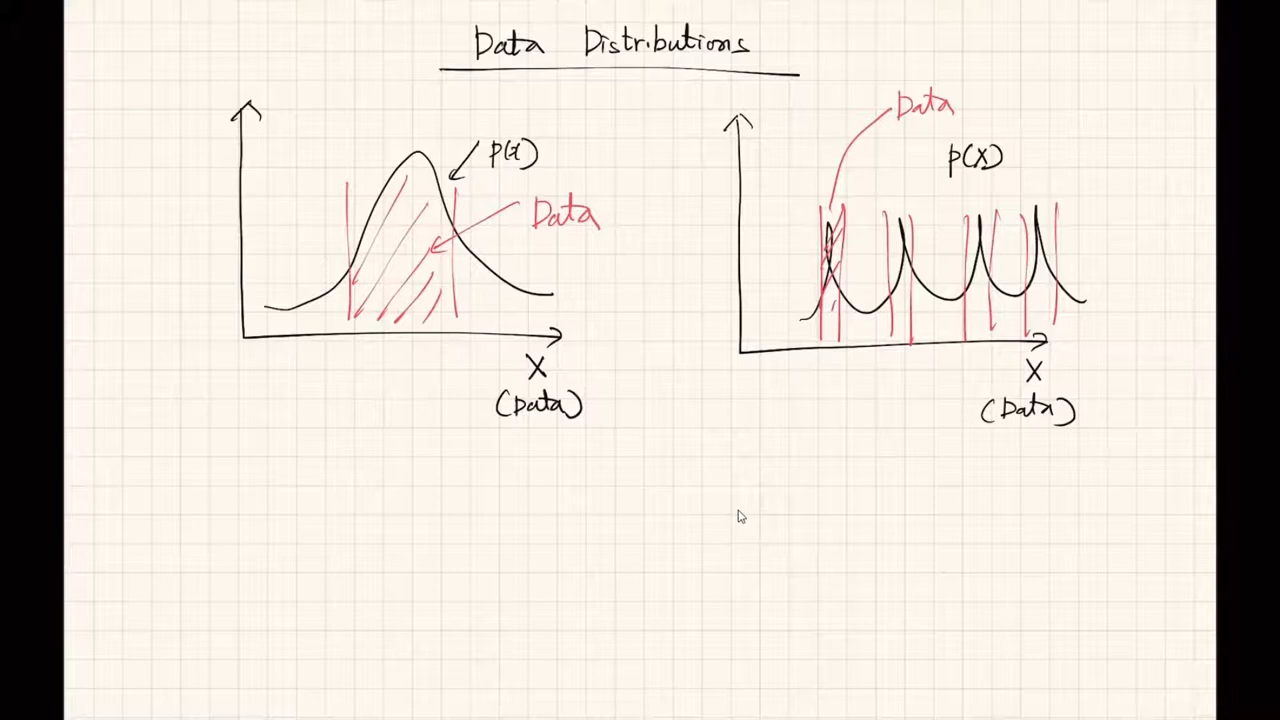 Data Distributions
p(x)
Data
X
(Data)
Data
p(X)
X
(Data)